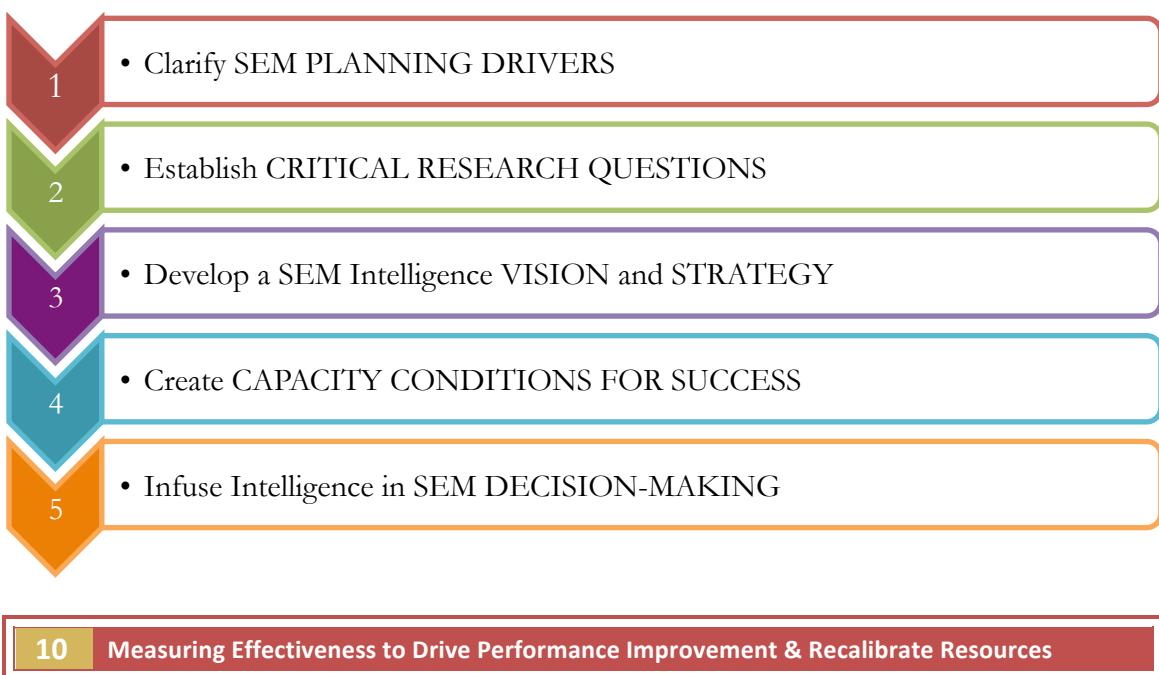 1
• Clarify SEM PLANNING DRIVERS
2
• Establish CRITICAL RESEARCH QUESTIONS
3
• Develop a SEM Intelligence VISION and STRATEGY
4
• Create CAPACITY CONDITIONS FOR SUCCESS
5
• Infuse Intelligence in SEM DECISION-MAKING
10 Measuring Effectiveness to Drive Performance Improvement & Recalibrate Resources